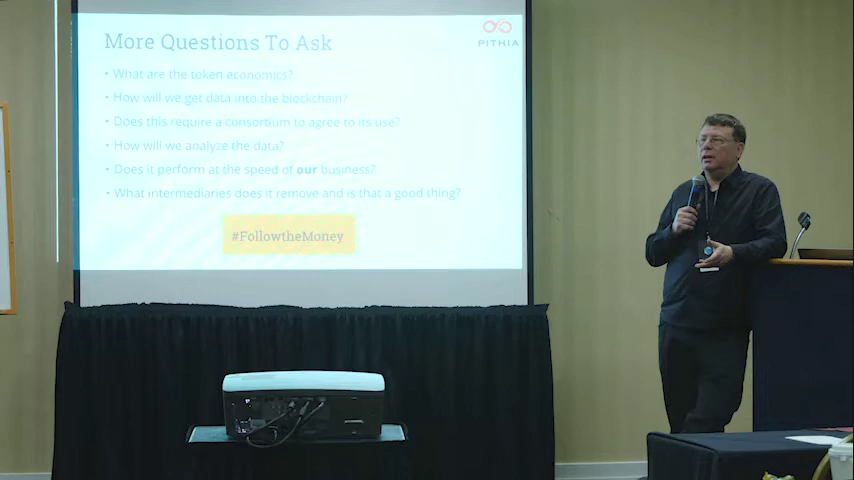 More Questions To Ask
PITHIA
• What are the token economics?
• How will we get data into the blockchain?
• Does this require a consortium to agree to its use?
• How will we analyze the data?
• Does it perform at the speed of our business?
• What intermediaries does it remove and is that a good thing?
#FollowtheMoney